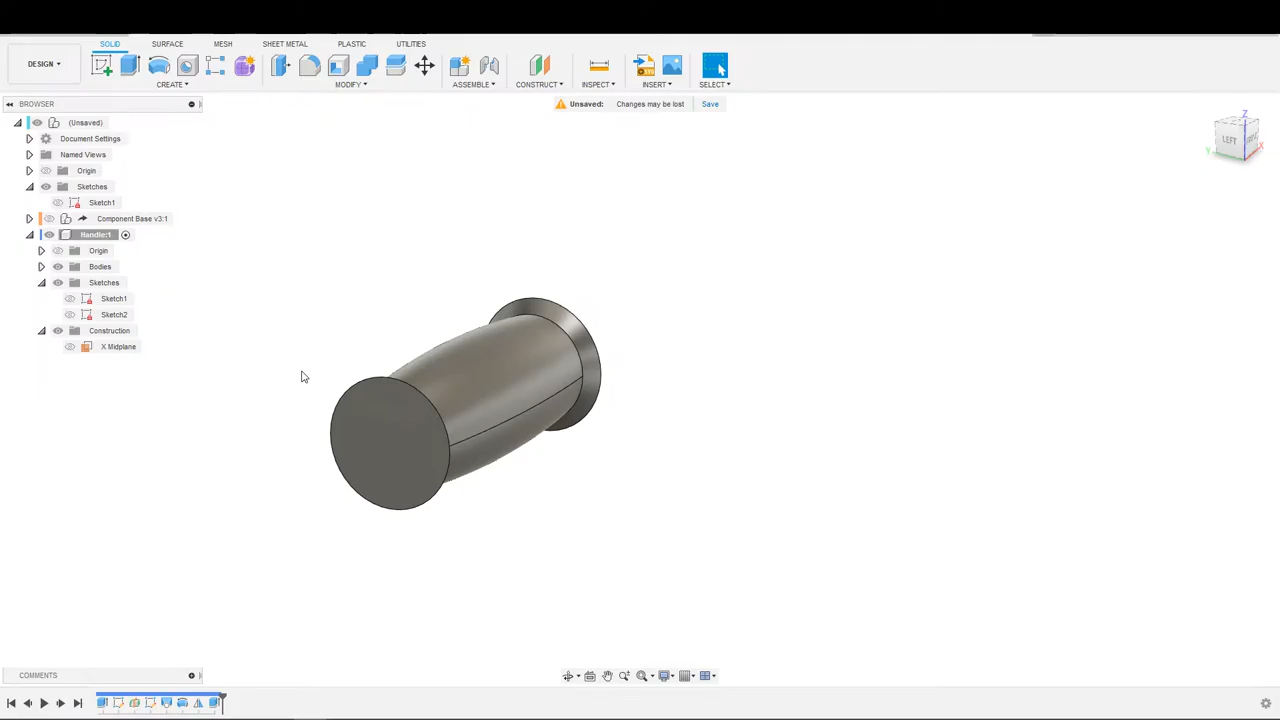 SOLID SURFACE MESH SHEET METAL PLASTIC UTILITIES
DESIGN
CREATE MODIFY ASSEMBLE CONSTRUCT INSPECT INSERT SELECT
BROWSER
Unsaved: Changes may be lost Save
(Unsaved)
Document Settings
Named Views
Origin
Sketches
Sketch1
Component Base v3:1
Handle:1
Origin
Bodies
Sketches
Sketch1
Sketch2
Construction
X Midplane
Z
LEFT
X
Y
COMMENTS